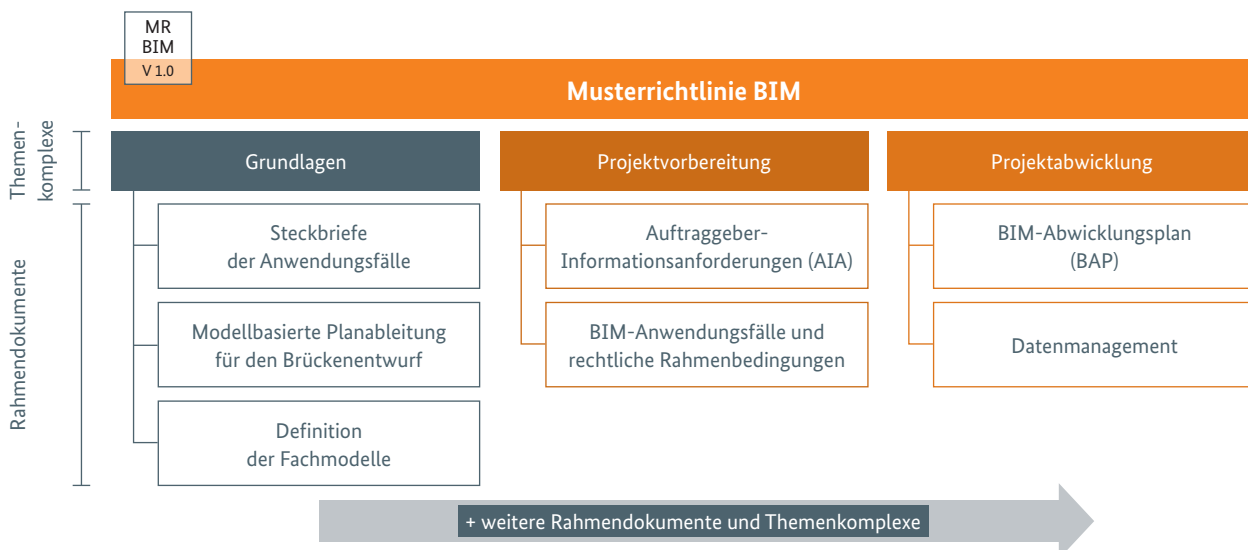 MR
BIM
V 1.0
Musterrichtlinie BIM
Themen-
komplexe
Grundlagen
Projektvorbereitung
Projektabwicklung
Rahmendokumente
Steckbriefe
der Anwendungsfälle
Auftraggeber-
Informationsanforderungen (AIA)
BIM-Abwicklungsplan
(BAP)
Modellbasierte Planableitung
für den Brückenentwurf
BIM-Anwendungsfälle und
rechtliche Rahmenbedingungen
Datenmanagement
Definition
der Fachmodelle
+ weitere Rahmendokumente und Themenkomplexe